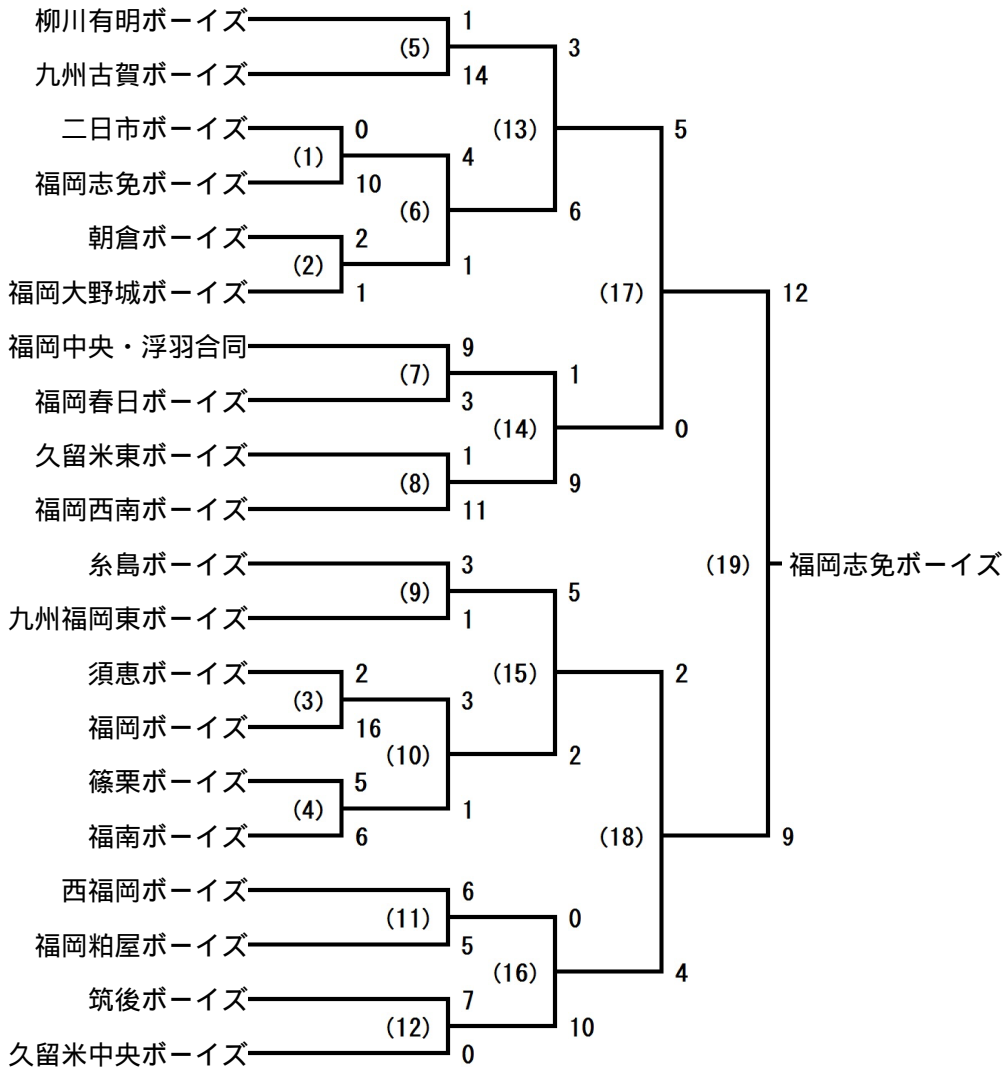 柳川有明ボーイズ 1
(5) 3
九州古賀ボーイズ 14
二日市ボーイズ 0
(13) 5
(1) 4
福岡志免ボーイズ 10
(6) 6
朝倉ボーイズ 2
(2) 1
福岡大野城ボーイズ 1
(17) 12
福岡中央・浮羽合同 9
(7) 1
福岡春日ボーイズ 3
(14) 0
久留米東ボーイズ 1
(8) 9
福岡西南ボーイズ 11
糸島ボーイズ 3
(19) 福岡志免ボーイズ
(9) 5
九州福岡東ボーイズ 1
須恵ボーイズ 2
(15) 2
(3) 3
福岡ボーイズ 16
(10) 2
篠栗ボーイズ 5
(4) 1
福南ボーイズ 6
(18) 9
西福岡ボーイズ 6
(11) 0
福岡粕屋ボーイズ 5
(16) 4
筑後ボーイズ 7
(12) 10
久留米中央ボーイズ 0